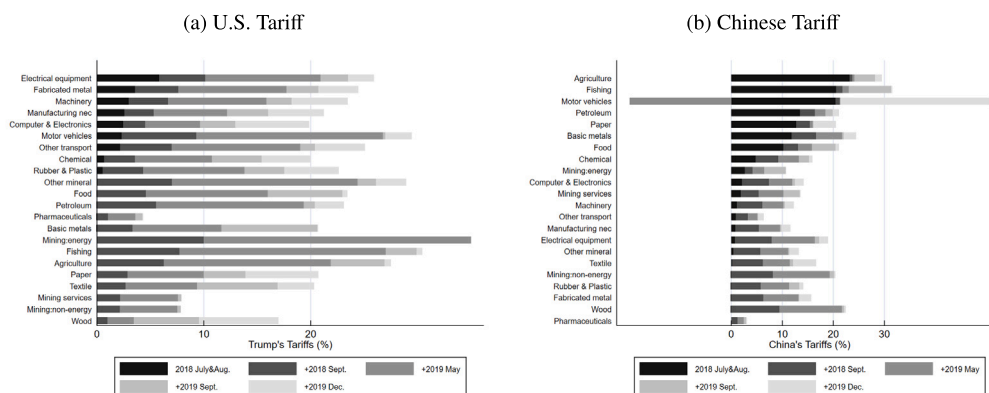 (a) U.S. Tariff
Electrical equipment
Fabricated metal
Machinery
Manufacturing nec
Computer & Electronics
Motor vehicles
Other transport
Chemical
Rubber & Plastic
Other mineral
Food
Petroleum
Pharmaceuticals
Basic metals
Mining:energy
Fishing
Agriculture
Paper
Textile
Mining services
Mining:non-energy
Wood
0 10 20
Trump's Tariffs (%)
2018 July&Aug. +2018 Sept. +2019 May
+2019 Sept. +2019 Dec.
(b) Chinese Tariff
Agriculture
Fishing
Motor vehicles
Petroleum
Paper
Basic metals
Food
Chemical
Mining:energy
Computer & Electronics
Mining services
Machinery
Other transport
Manufacturing nec
Electrical equipment
Other mineral
Textile
Mining:non-energy
Rubber & Plastic
Fabricated metal
Wood
Pharmaceuticals
0 10 20 30
China's Tariffs (%)
2018 July&Aug. +2018 Sept. +2019 May
+2019 Sept. +2019 Dec.